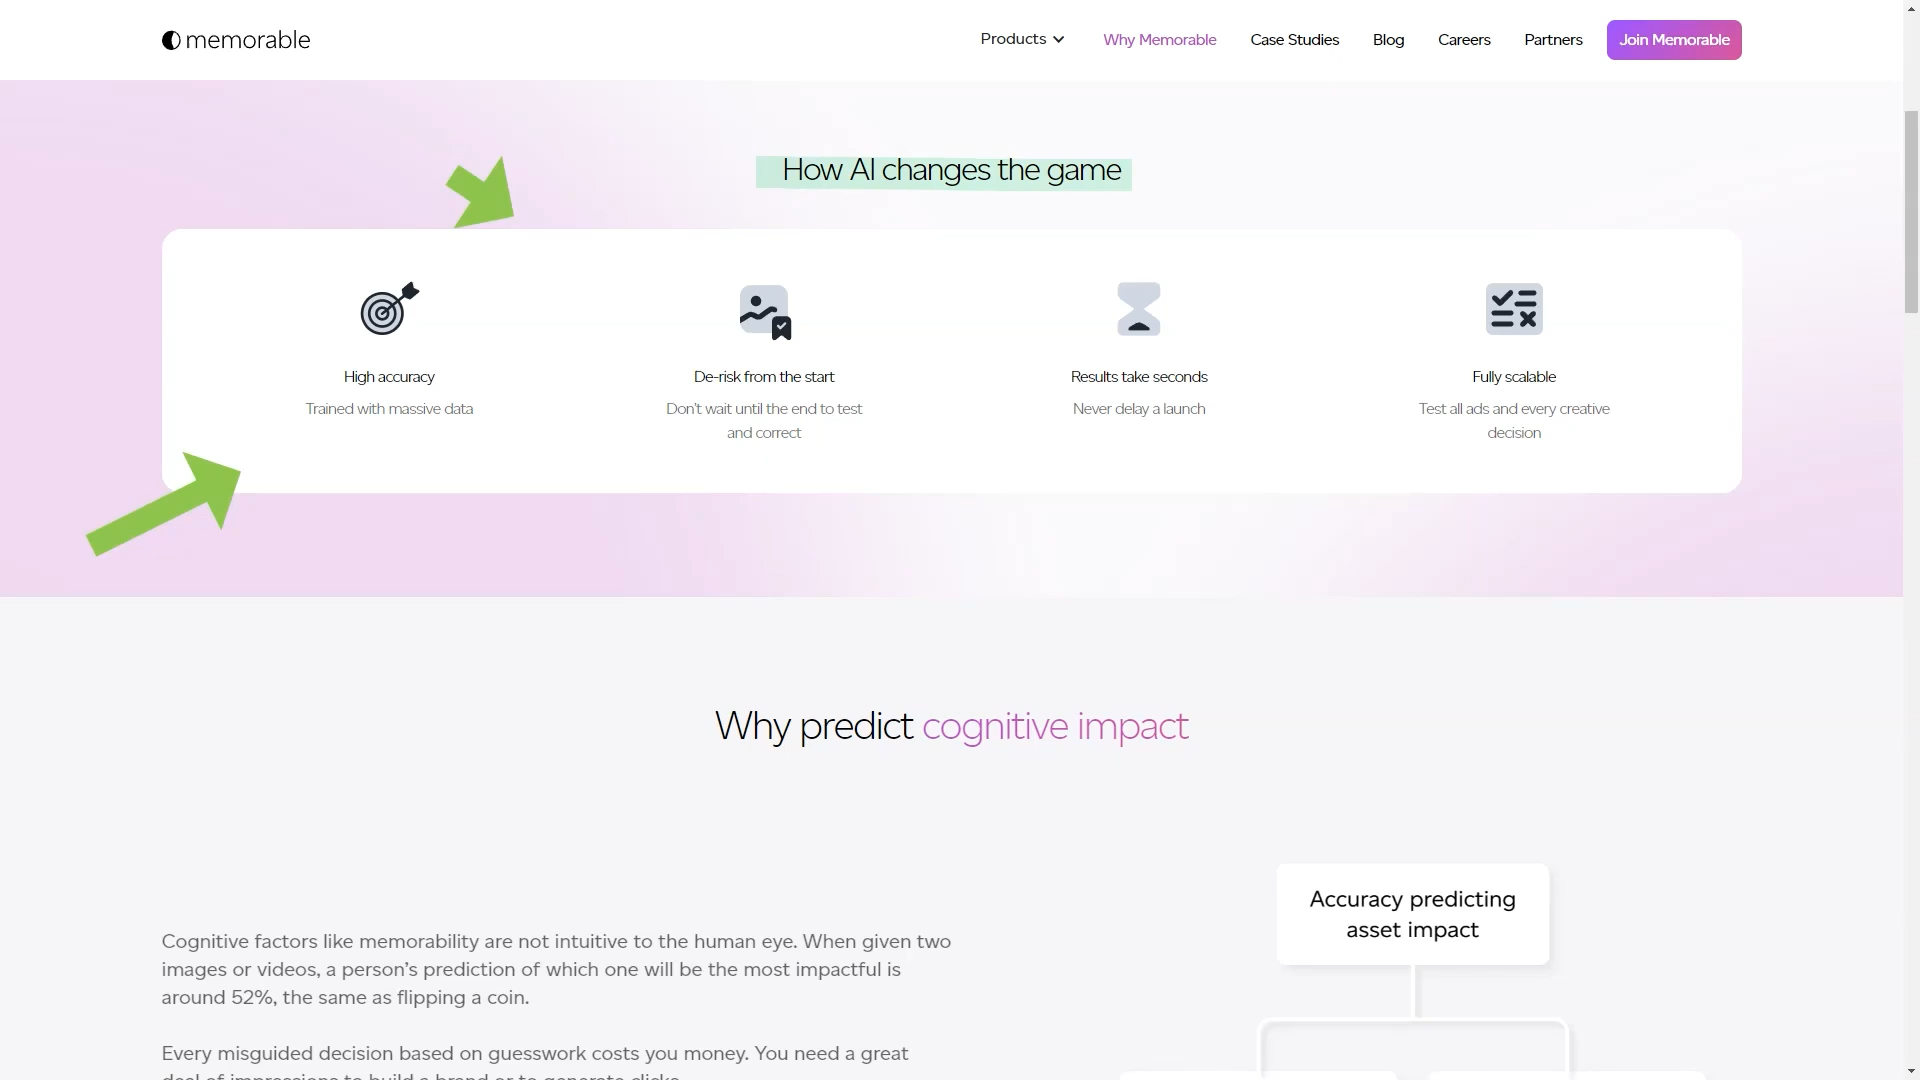 memorable
Products
Why Memorable
Case Studies
Blog
Careers
Partners
Join Memorable
How AI changes the game
High accuracy
Trained with massive data
De-risk from the start
Don't wait until the end to test
and correct
Results take seconds
Never delay a launch
Fully scalable
Test all ads and every creative
decision
Why predict cognitive impact
Cognitive factors like memorability are not intuitive to the human eye. When given two
images or videos, a person's prediction of which one will be the most impactful is
around 52%, the same as flipping a coin.
Every misguided decision based on guesswork costs you money. You need a great
deal of impressions to build a brand or to generate clicks.
Accuracy predicting
asset impact